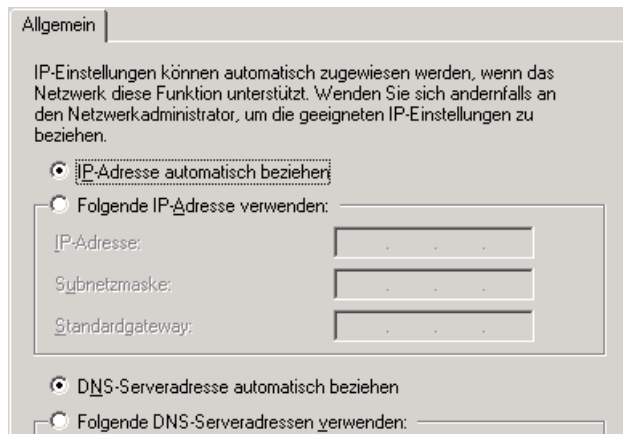 Allgemein
IP-Einstellungen können automatisch zugewiesen werden, wenn das
Netzwerk diese Funktion unterstützt. Wenden Sie sich andernfalls an
den Netzwerkadministrator, um die geeigneten IP-Einstellungen zu
beziehen.
IP-Adresse automatisch beziehen
Folgende IP-Adresse verwenden:
IP-Adresse:
Subnetzmaske:
Standardgateway:
DNS-Serveradresse automatisch beziehen
Folgende DNS-Serveradressen verwenden: